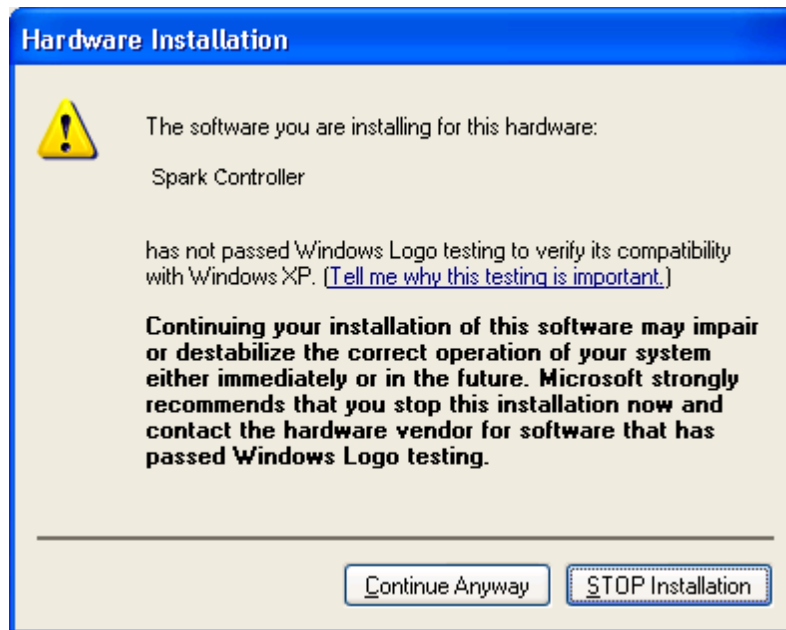 Hardware Installation
The software you are installing for this hardware:
Spark Controller
has not passed Windows Logo testing to verify its compatibility
with Windows XP. (Tell me why this testing is important.)
Continuing your installation of this software may impair
or destabilize the correct operation of your system
either immediately or in the future. Microsoft strongly
recommends that you stop this installation now and
contact the hardware vendor for software that has
passed Windows Logo testing.
Continue Anyway
STOP Installation